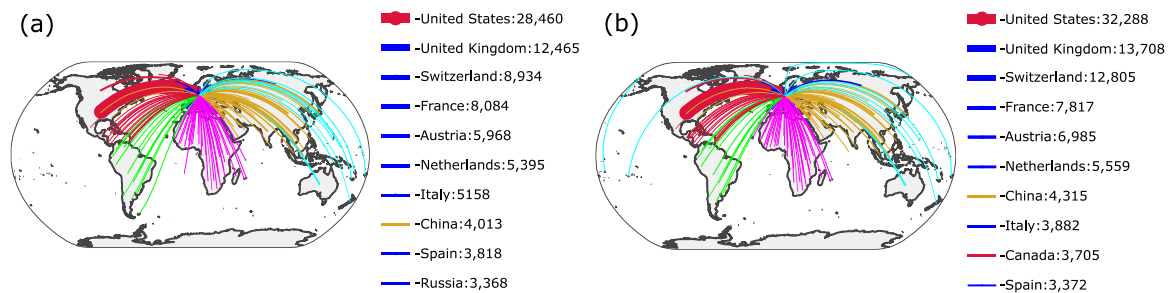 (a)
-United States:28,460
-United Kingdom:12,465
-Switzerland:8,934
-France:8,084
-Austria:5,968
-Netherlands:5,395
-Italy:5158
-China:4,013
-Spain:3,818
-Russia:3,368
(b)
-United States:32,288
-United Kingdom:13,708
-Switzerland:12,805
-France:7,817
-Austria:6,985
-Netherlands:5,559
-China:4,315
-Italy:3,882
-Canada:3,705
-Spain:3,372